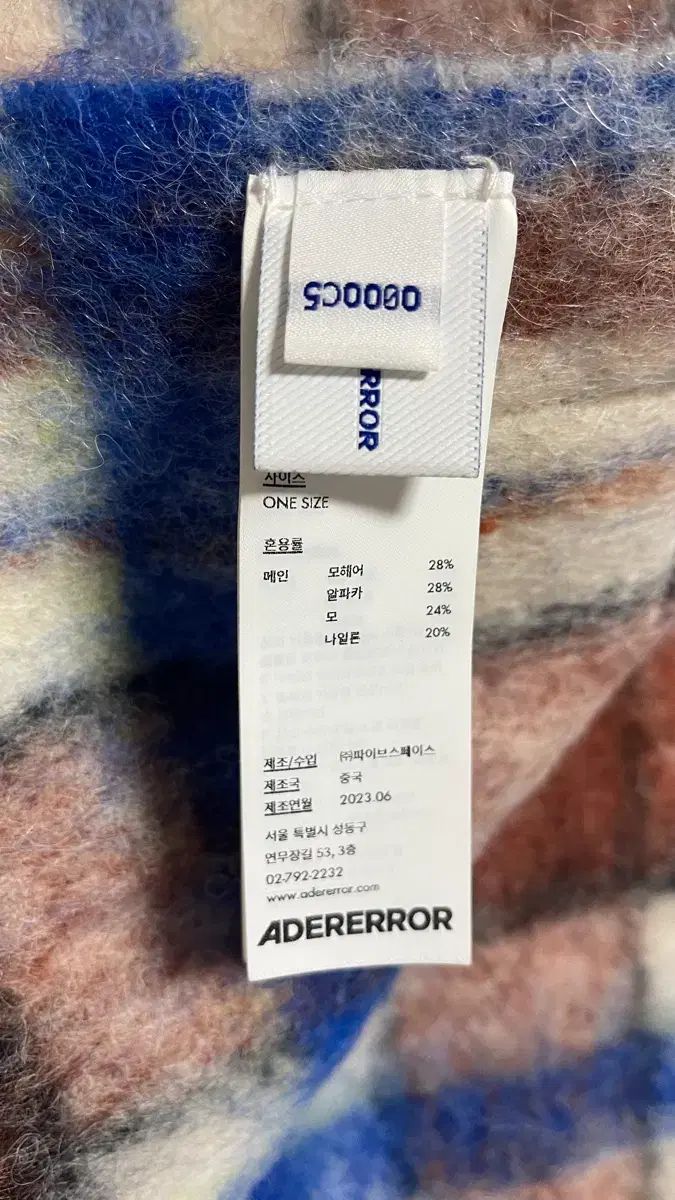 0000C5
RROR
사이즈
ONE SIZE
혼용률
메인 모헤어 28%
알파카 28%
모 24%
나일론 20%
제조/수입 ㈜파이브스페이스
제조국 중국
제조연월 2023.06
서울 특별시 성동구
연무장길 53, 3층
02-792-2232
www.adererror.com
ADERERROR